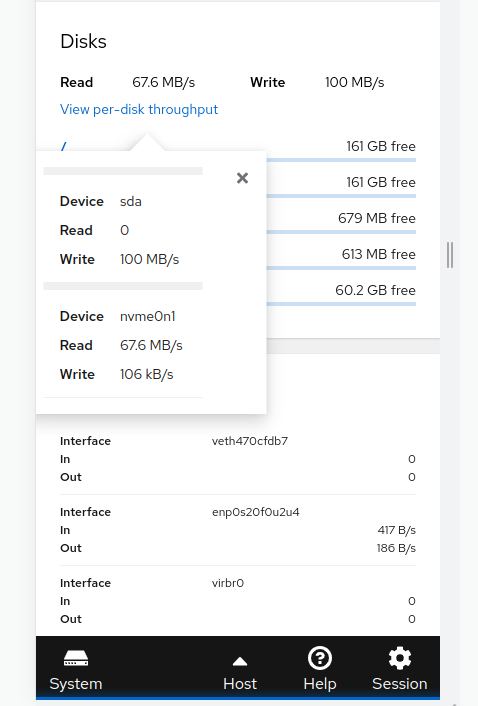 Disks
Read 67.6 MB/s Write 100 MB/s
View per-disk throughput
/ 161 GB free
161 GB free
679 MB free
613 MB free
60.2 GB free
Device sda
Read 0
Write 100 MB/s
Device nvme0n1
Read 67.6 MB/s
Write 106 kB/s
Interface veth470cfdb7
In 0
Out 0
Interface enp0s20f0u2u4
In 417 B/s
Out 186 B/s
Interface virbr0
In 0
Out 0
System Host Help Session